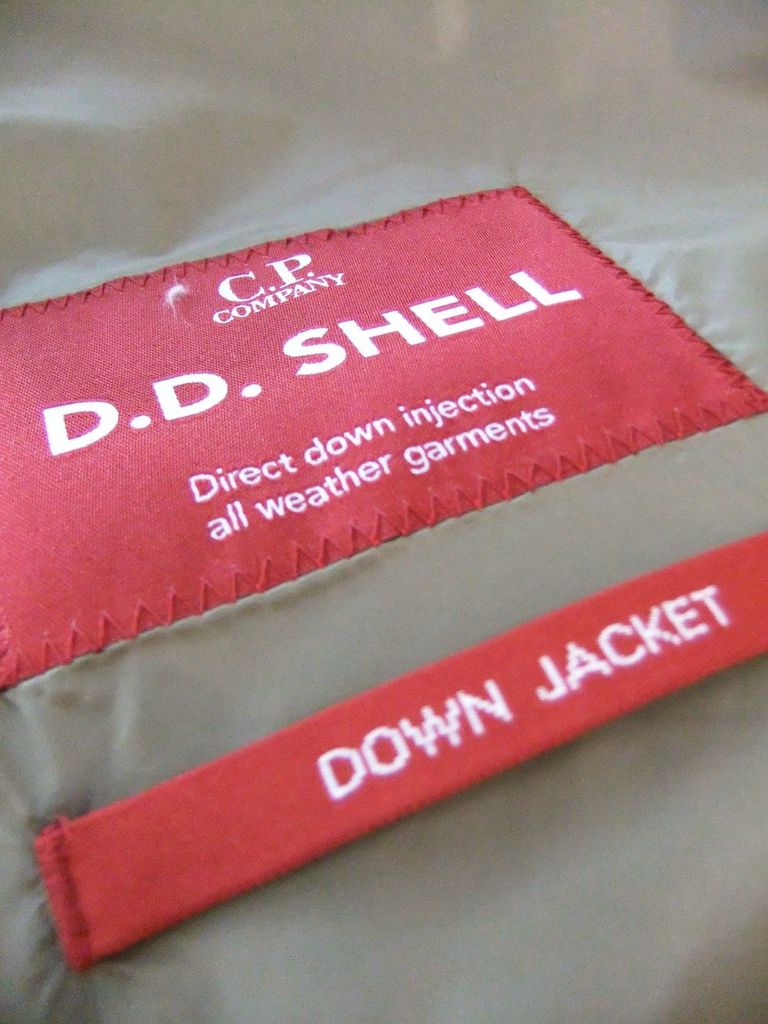 C.P.
COMPANY
D.D. SHELL
Direct down injection
all weather garments
DOWN JACKET